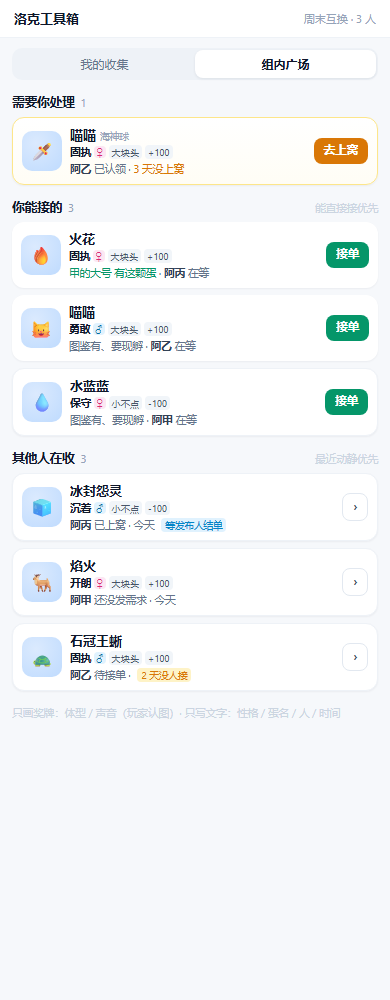 洛克工具箱
周末互换 · 3 人
我的收集
组内广场
需要你处理 1
喵喵 海神球
固执 ♀ 大块头 +100
阿乙 已认领 · 3 天没上窝
去上窝
你能接的 3
能直接接优先
火花
固执 ♀ 大块头 +100
甲的大号 有这颗蛋 · 阿丙 在等
接单
喵喵
勇敢 ♂ 大块头 +100
图鉴有、要现孵 · 阿乙 在等
接单
水蓝蓝
保守 ♀ 小不点 -100
图鉴有、要现孵 · 阿甲 在等
接单
其他人在收 3
最近动静优先
冰封怨灵
沉着 ♂ 小不点 -100
阿丙 已上窝 · 今天 等发布人结单
›
焰火
开朗 ♀ 大块头 +100
阿甲 还没发需求 · 今天
›
石冠王蜥
固执 ♂ 大块头 +100
阿乙 待接单 · 2 天没人接
›
只画奖牌：体型 / 声音（玩家认图）· 只写文字：性格 / 蛋名 / 人 / 时间